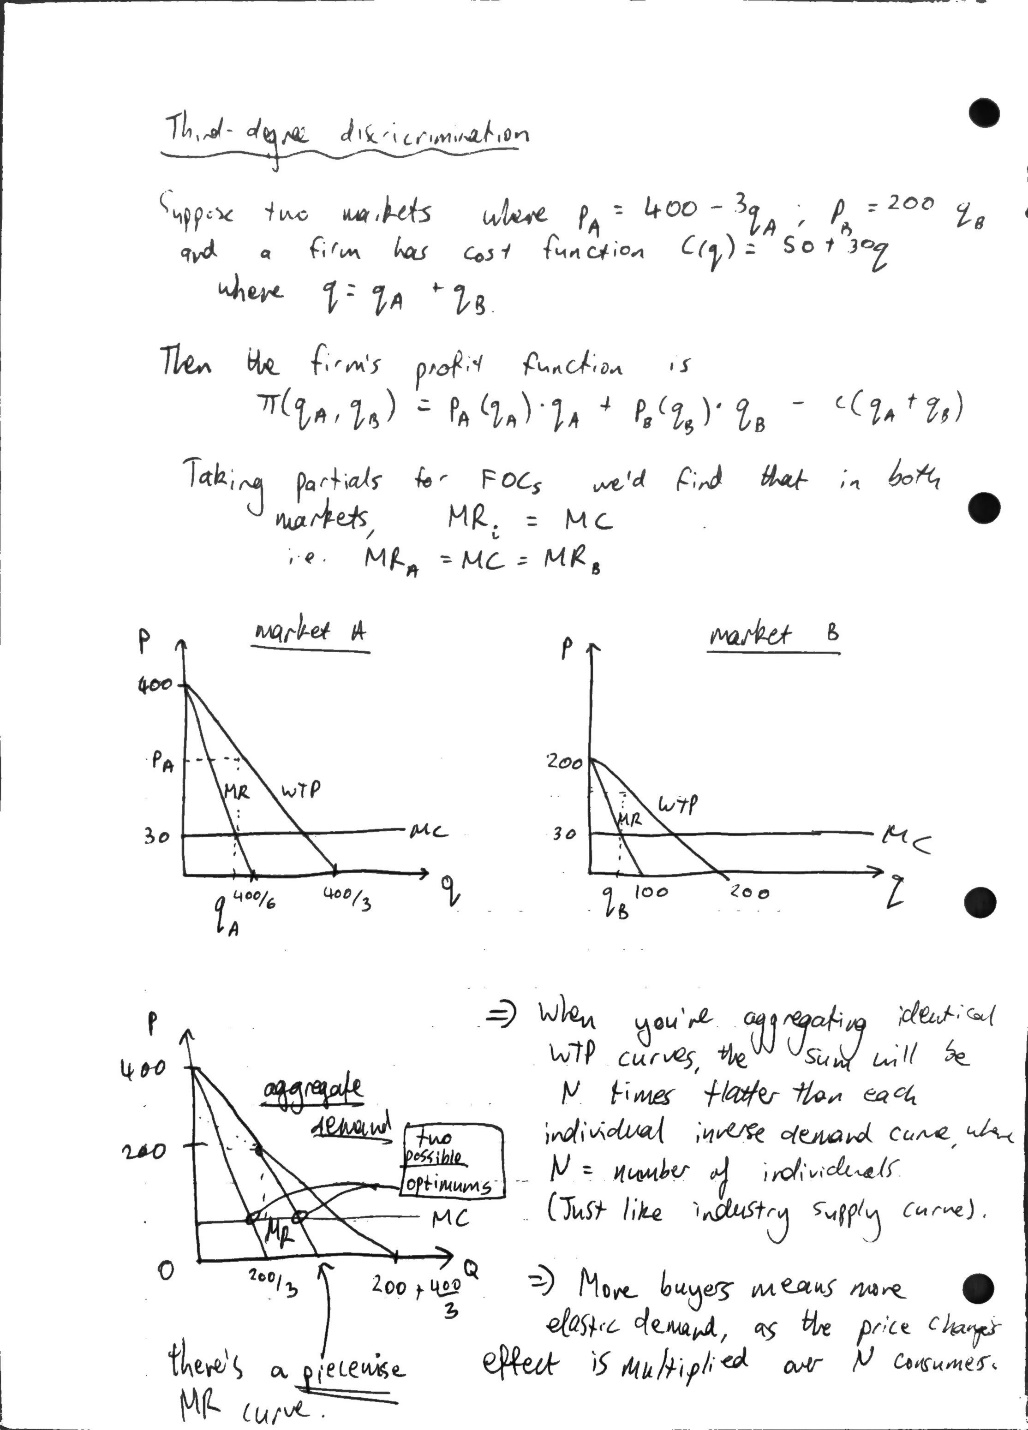 Third-degree discricrimination
Suppose two markets where P_A = 400 - 3q_A ; P_B = 200 q_B
and a firm has cost function C(q) = 50 + 30q
where q = q_A + q_B.
Then the firm's profit function is
π(q_A, q_B) = P_A(q_A)·q_A + P_B(q_B)·q_B - c(q_A + q_B)
Taking partials for FOCs we'd find that in both
markets, MR_i = MC
i.e. MR_A = MC = MR_B
market A
P
400
P_A
MR
WTP
30
MC
q_A
400/6
400/3
q
market B
P
200
WTP
MR
30
MC
q_B
100
200
q
P
400
aggregate
demand
200
two
possible
optimums
MC
MR
0
200/3
200 + 400/3
Q
there's a piecewise
MR curve.
⇒ When you're aggregating identical
WTP curves, the sum will be
N times flatter than each
individual inverse demand curve, where
N = number of individuals
(Just like industry supply curve).
⇒ More buyers means more
elastic demand, as the price change's
effect is multiplied over N consumers.